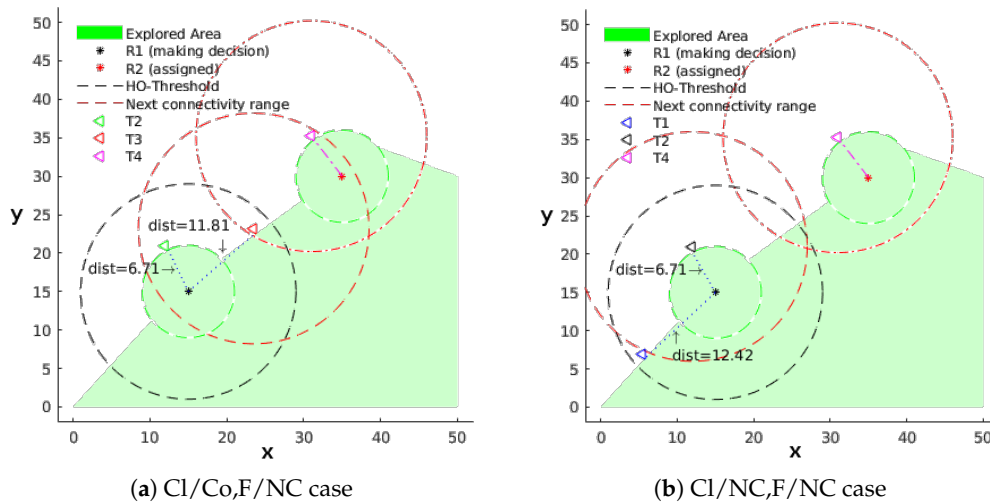 50
45
40
35
30
25
20
15
10
5
0
y
Explored Area
R1 (making decision)
R2 (assigned)
HO-Threshold
Next connectivity range
T2
T3
T4
dist=11.81
dist=6.71→
0 10 20 30 40 50
x
(a) Cl/Co,F/NC case
50
45
40
35
30
25
20
15
10
5
0
y
Explored Area
R1 (making decision)
R2 (assigned)
HO-Threshold
Next connectivity range
T1
T2
T4
dist=6.71→
dist=12.42
0 10 20 30 40 50
x
(b) Cl/NC,F/NC case